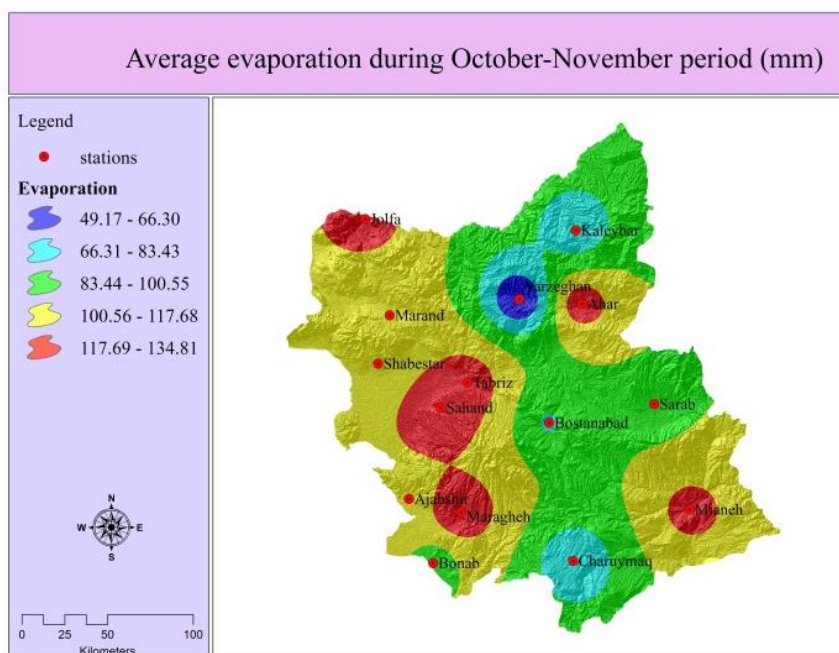 Average evaporation during October-November period (mm)
Legend
stations
Evaporation
49.17 - 66.30
66.31 - 83.43
83.44 - 100.55
100.56 - 117.68
117.69 - 134.81
N
W E
S
0 25 50 100
Kilometers
Jolfa
Kaleybar
Varzeghan
Ahar
Marand
Shabestar
Tabriz
Sahand
Sarab
Bostanabad
Ajabshir
Maragheh
Mianeh
Bonab
Charuymaq